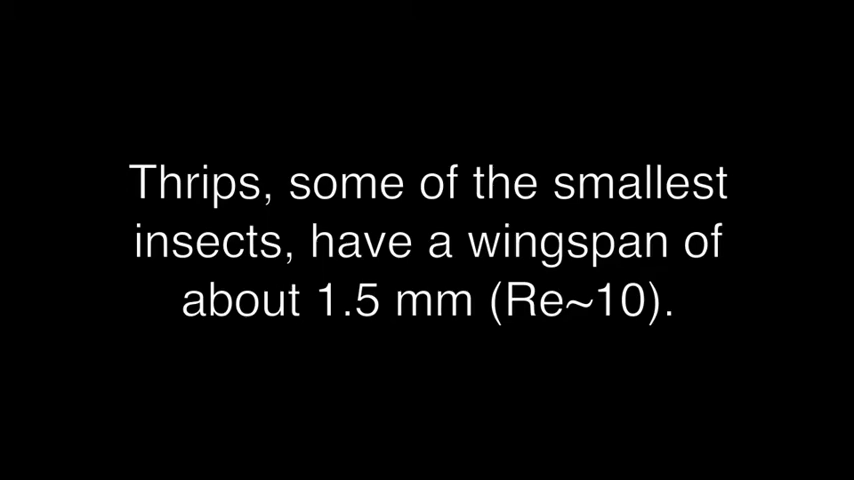 Thrips, some of the smallest
insects, have a wingspan of
about 1.5 mm (Re~10).